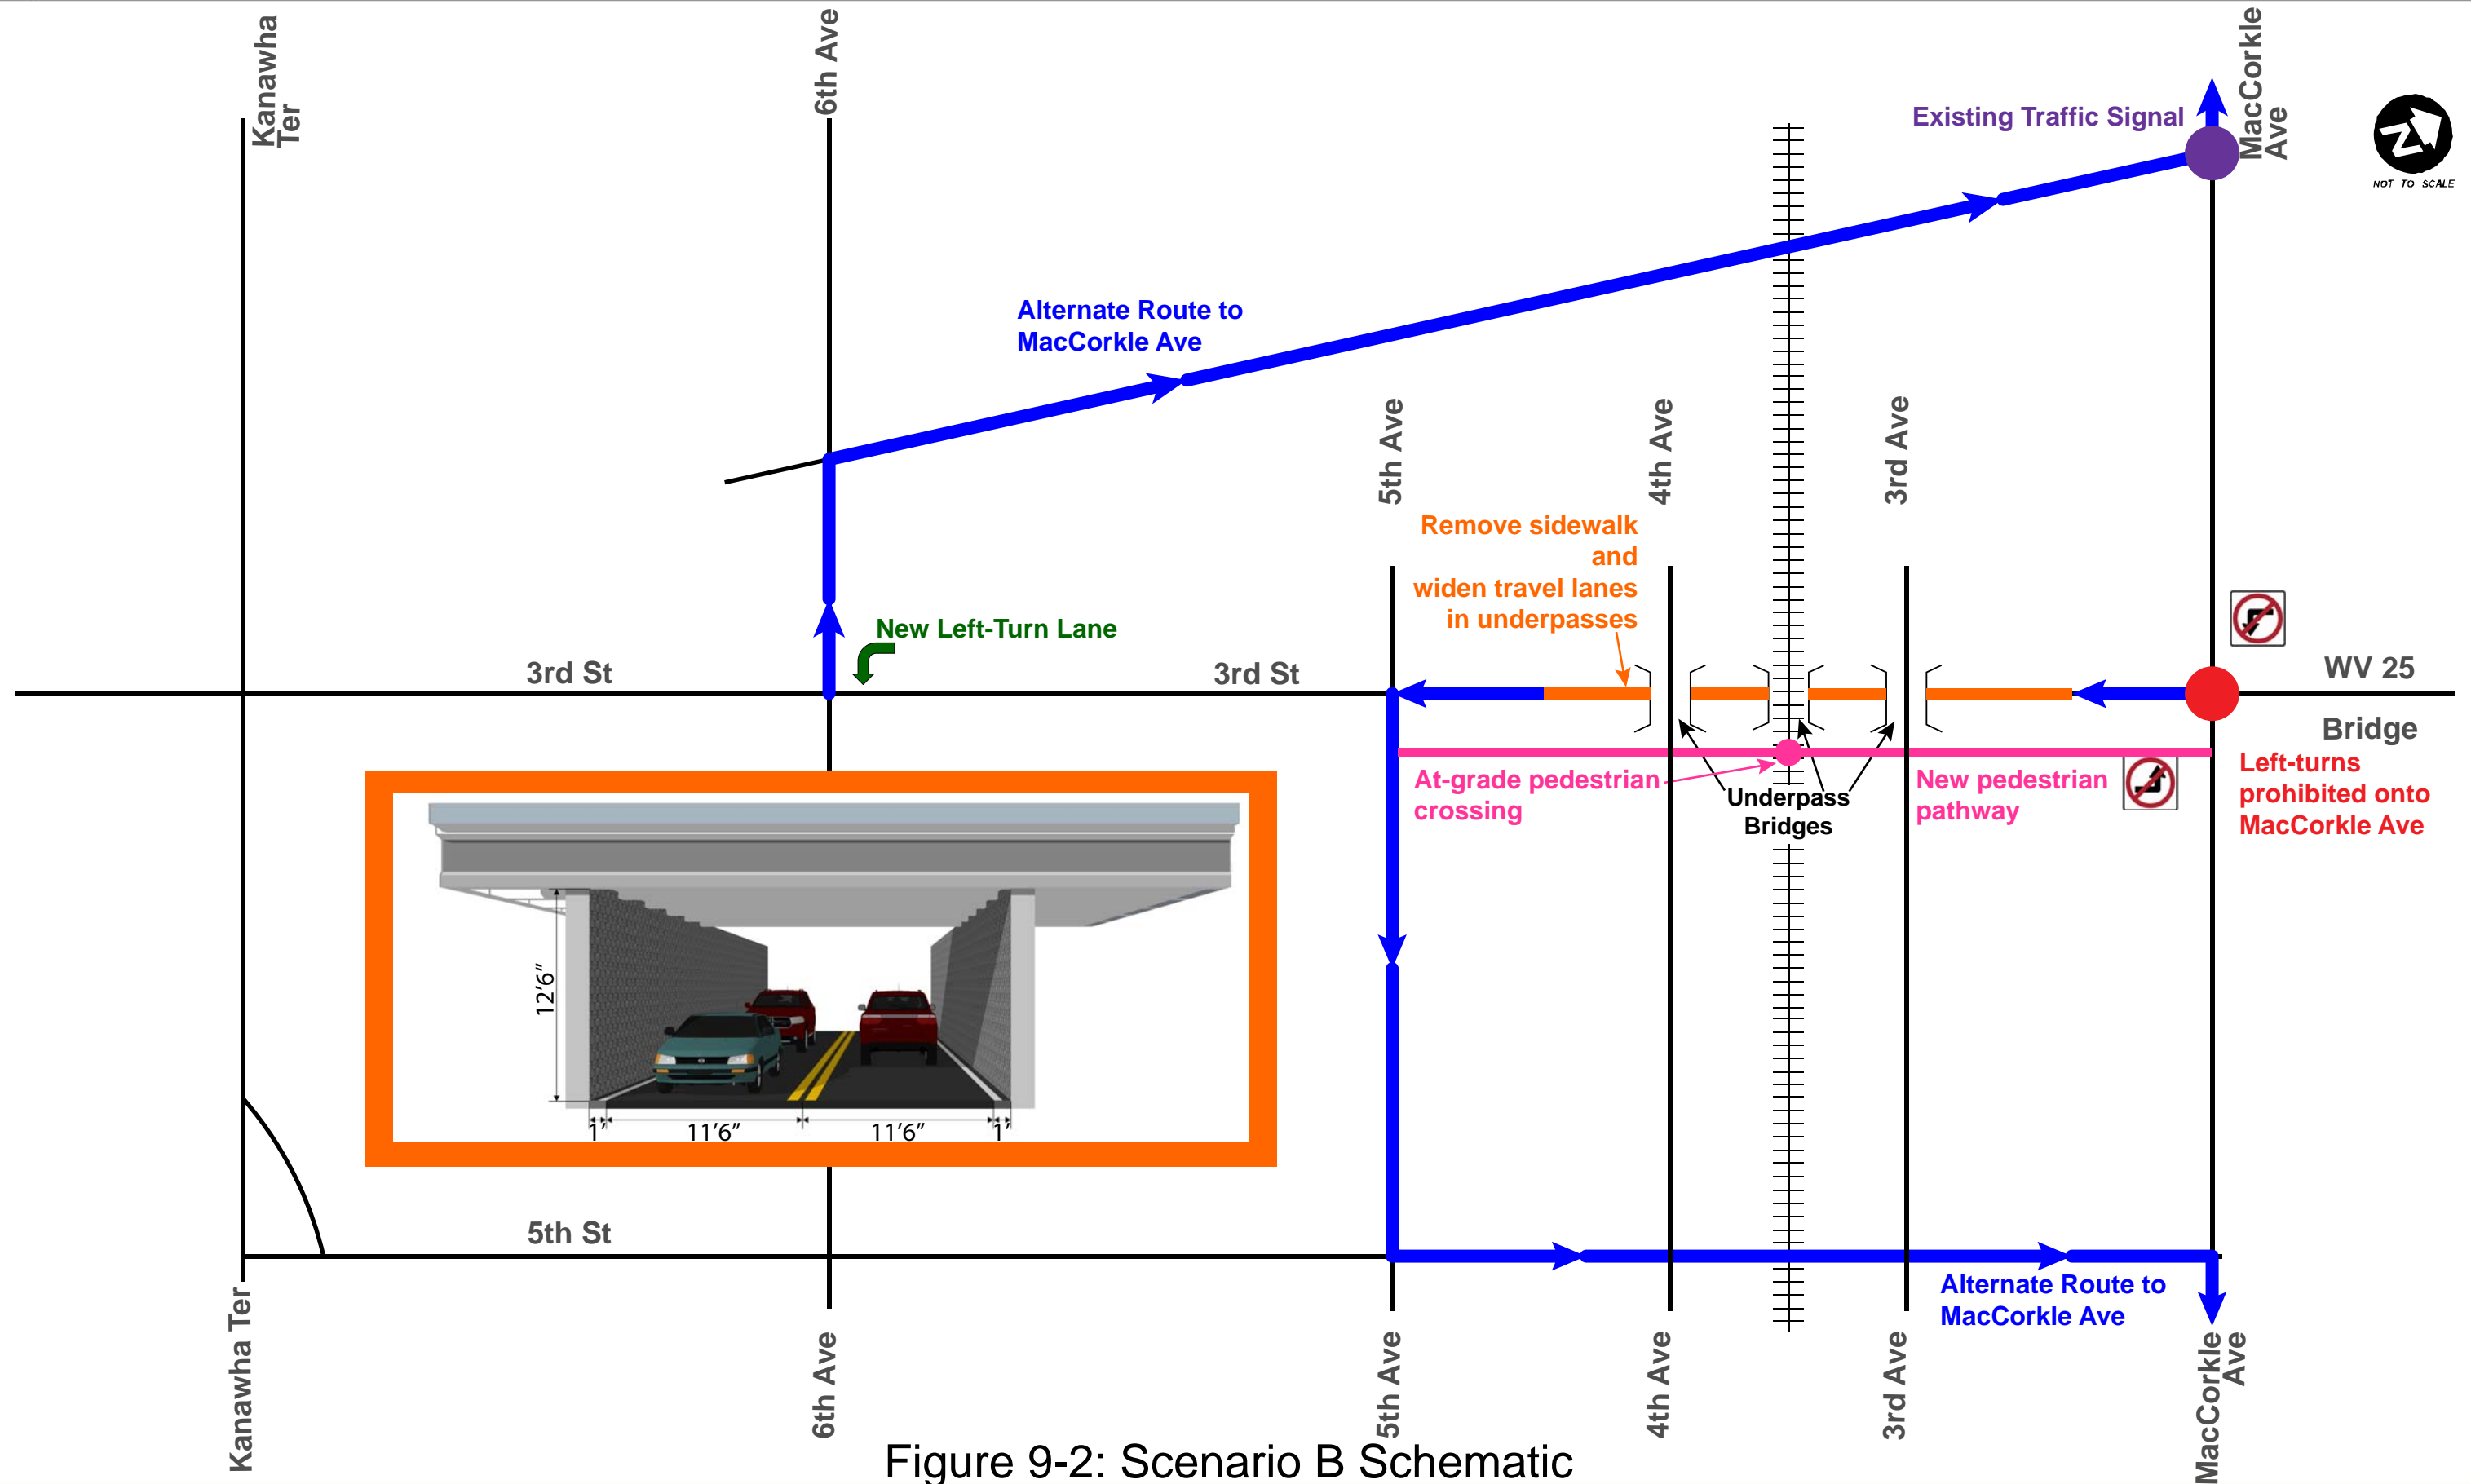 Kanawha
Ter
6th Ave
MacCorkle
Ave
Existing Traffic Signal
N
NOT TO SCALE
Alternate Route to
MacCorkle Ave
5th Ave
4th Ave
3rd Ave
Remove sidewalk
and
widen travel lanes
in underpasses
New Left-Turn Lane
3rd St
3rd St
WV 25
Bridge
At-grade pedestrian
crossing
Underpass
Bridges
New pedestrian
pathway
Left-turns
prohibited onto
MacCorkle Ave
12'6”
1'
11'6”
11'6”
1'
5th St
Alternate Route to
MacCorkle Ave
Kanawha Ter
6th Ave
5th Ave
4th Ave
3rd Ave
MacCorkle
Ave
Figure 9-2: Scenario B Schematic